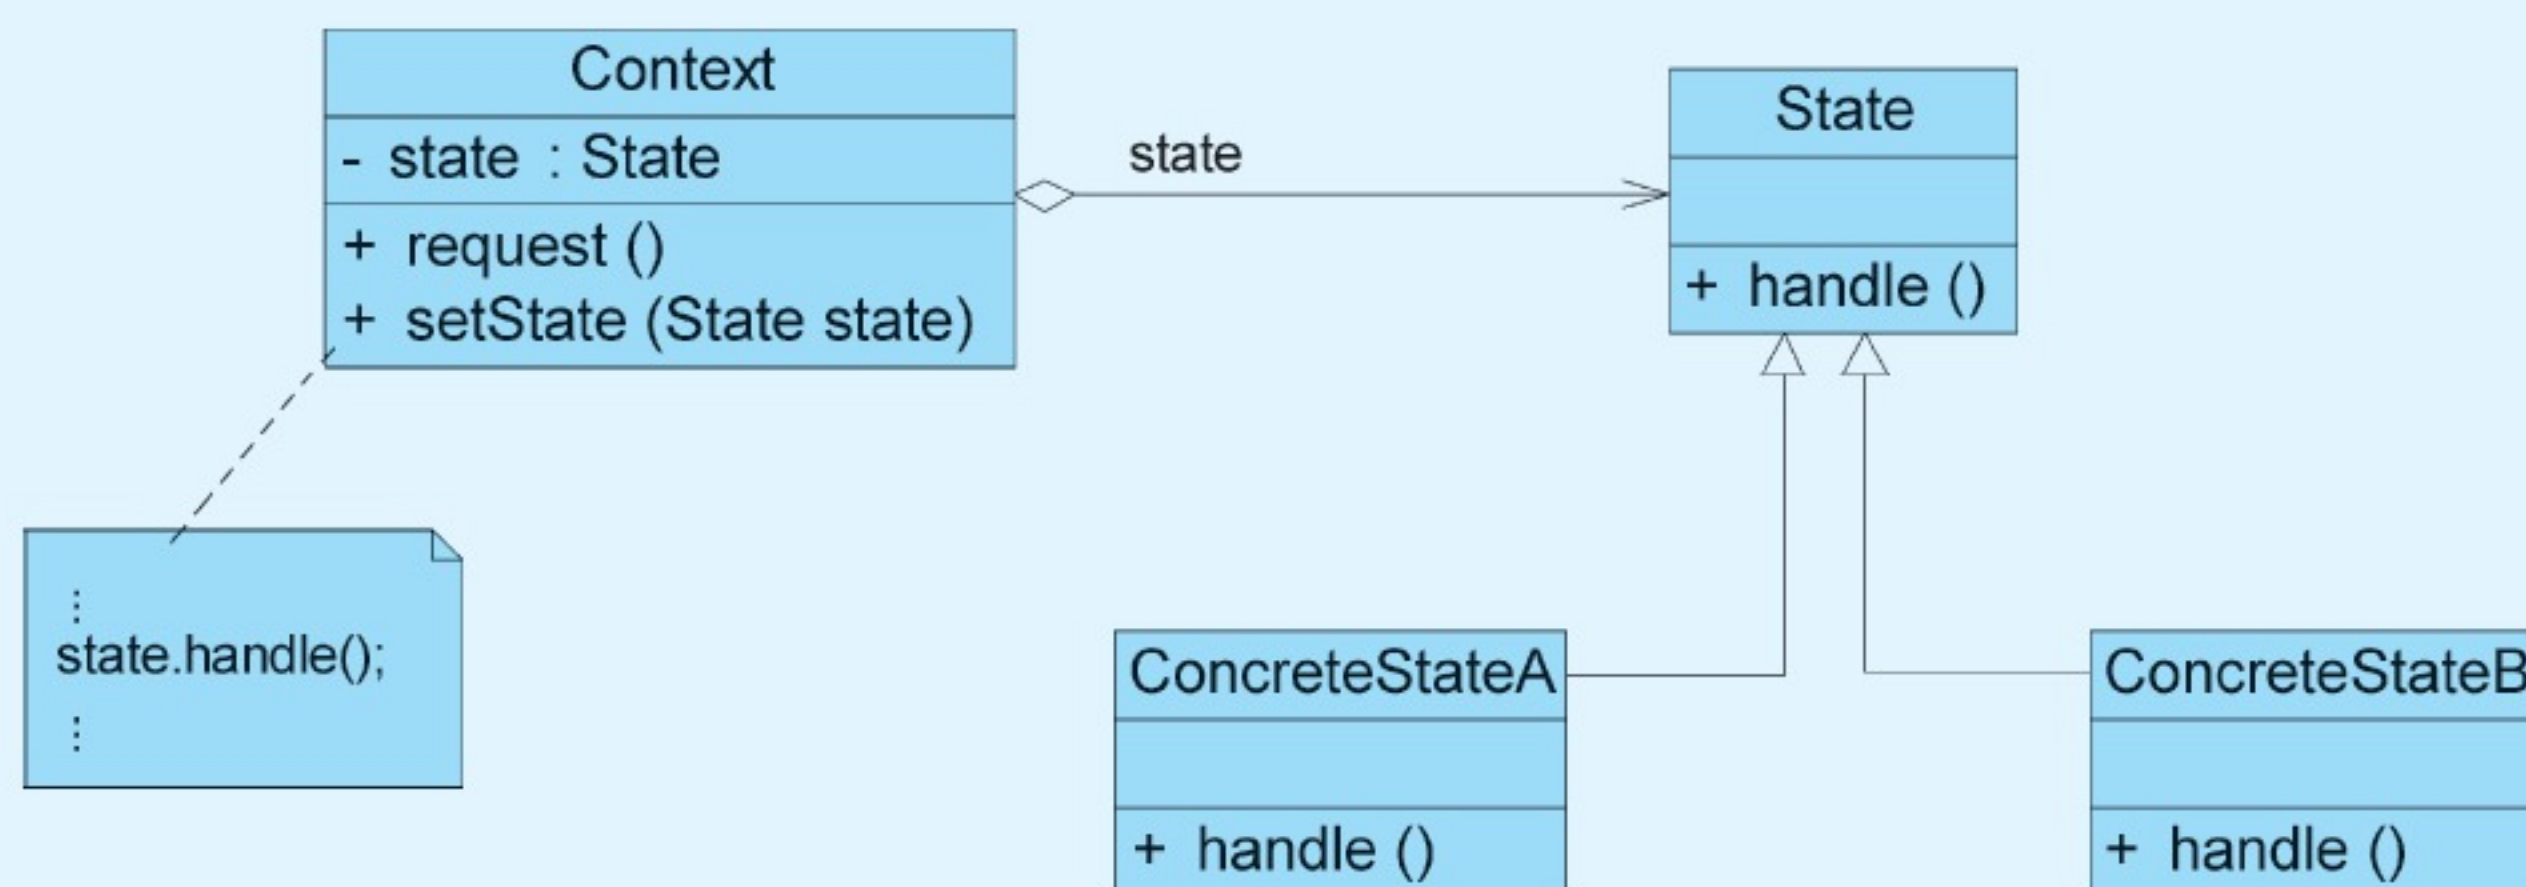 Context
- state : State
+ request ()
+ setState (State state)
state
State
+ handle ()
⋮
state.handle();
⋮
ConcreteStateA
+ handle ()
ConcreteStateB
+ handle ()